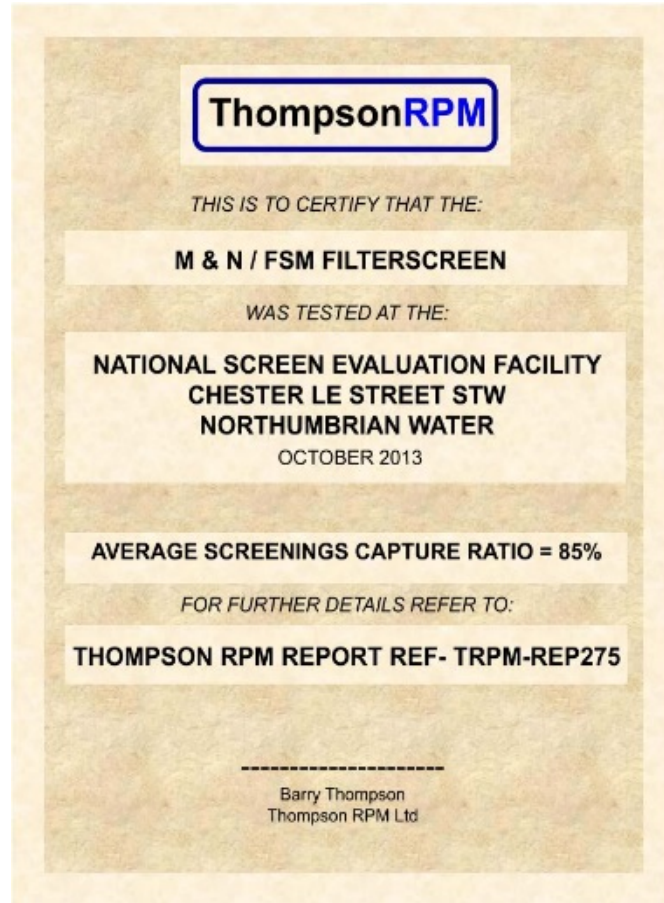 ThompsonRPM
THIS IS TO CERTIFY THAT THE:
M & N / FSM FILTERSCREEN
WAS TESTED AT THE:
NATIONAL SCREEN EVALUATION FACILITY
CHESTER LE STREET STW
NORTHUMBRIAN WATER
OCTOBER 2013
AVERAGE SCREENINGS CAPTURE RATIO = 85%
FOR FURTHER DETAILS REFER TO:
THOMPSON RPM REPORT REF- TRPM-REP275
---------------------
Barry Thompson
Thompson RPM Ltd